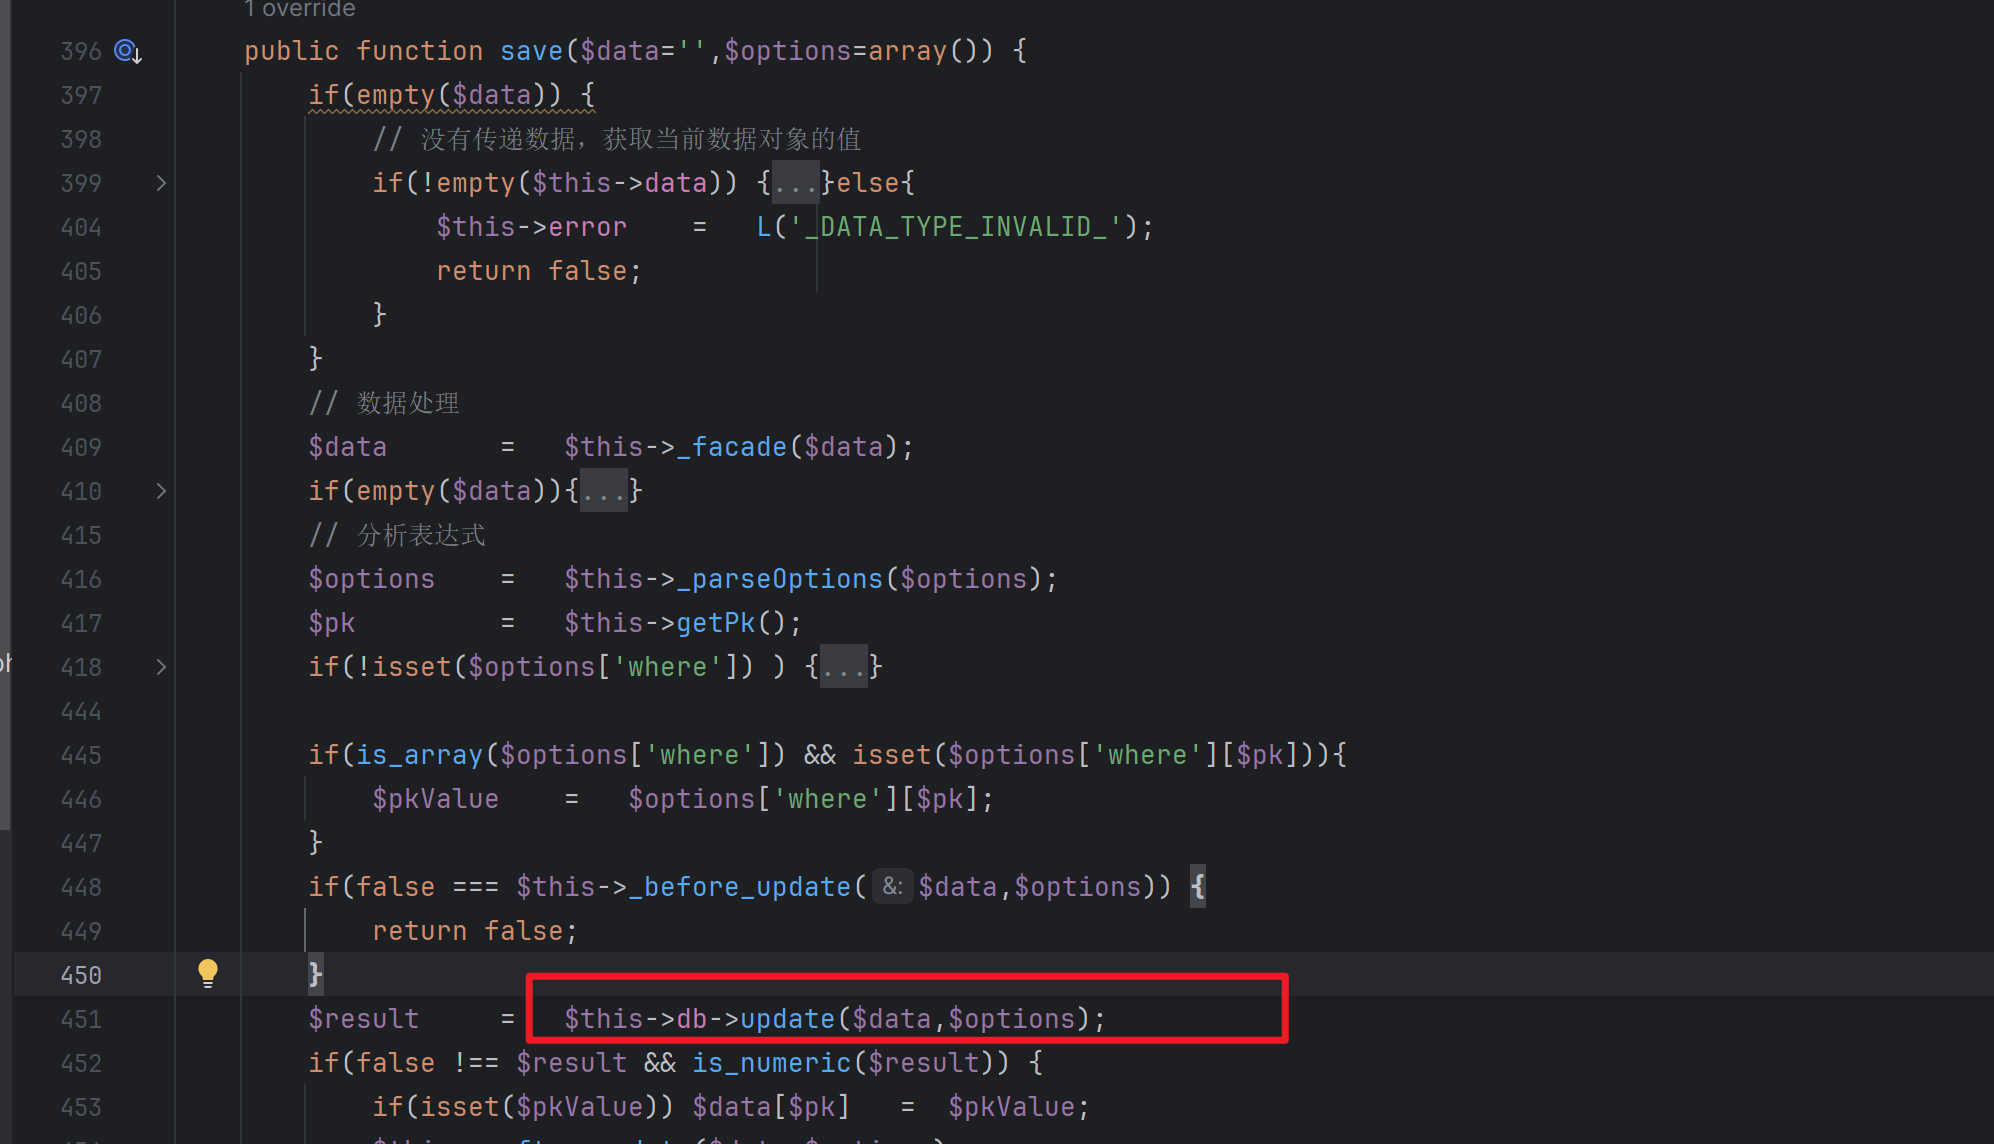 1 override
396 public function save($data='',$options=array()) {
397 if(empty($data)) {
398 // 没有传递数据，获取当前数据对象的值
399 if(!empty($this->data)) {...}else{
404 $this->error = L('_DATA_TYPE_INVALID_');
405 return false;
406 }
407 }
408 // 数据处理
409 $data = $this->_facade($data);
410 if(empty($data)){...}
415 // 分析表达式
416 $options = $this->_parseOptions($options);
417 $pk = $this->getPk();
418 if(!isset($options['where']) ) {...}
444
445 if(is_array($options['where']) && isset($options['where'][$pk])){
446 $pkValue = $options['where'][$pk];
447 }
448 if(false === $this->_before_update( &: $data,$options)) {
449 return false;
450 }
451 $result = $this->db->update($data,$options);
452 if(false !== $result && is_numeric($result)) {
453 if(isset($pkValue)) $data[$pk] = $pkValue;